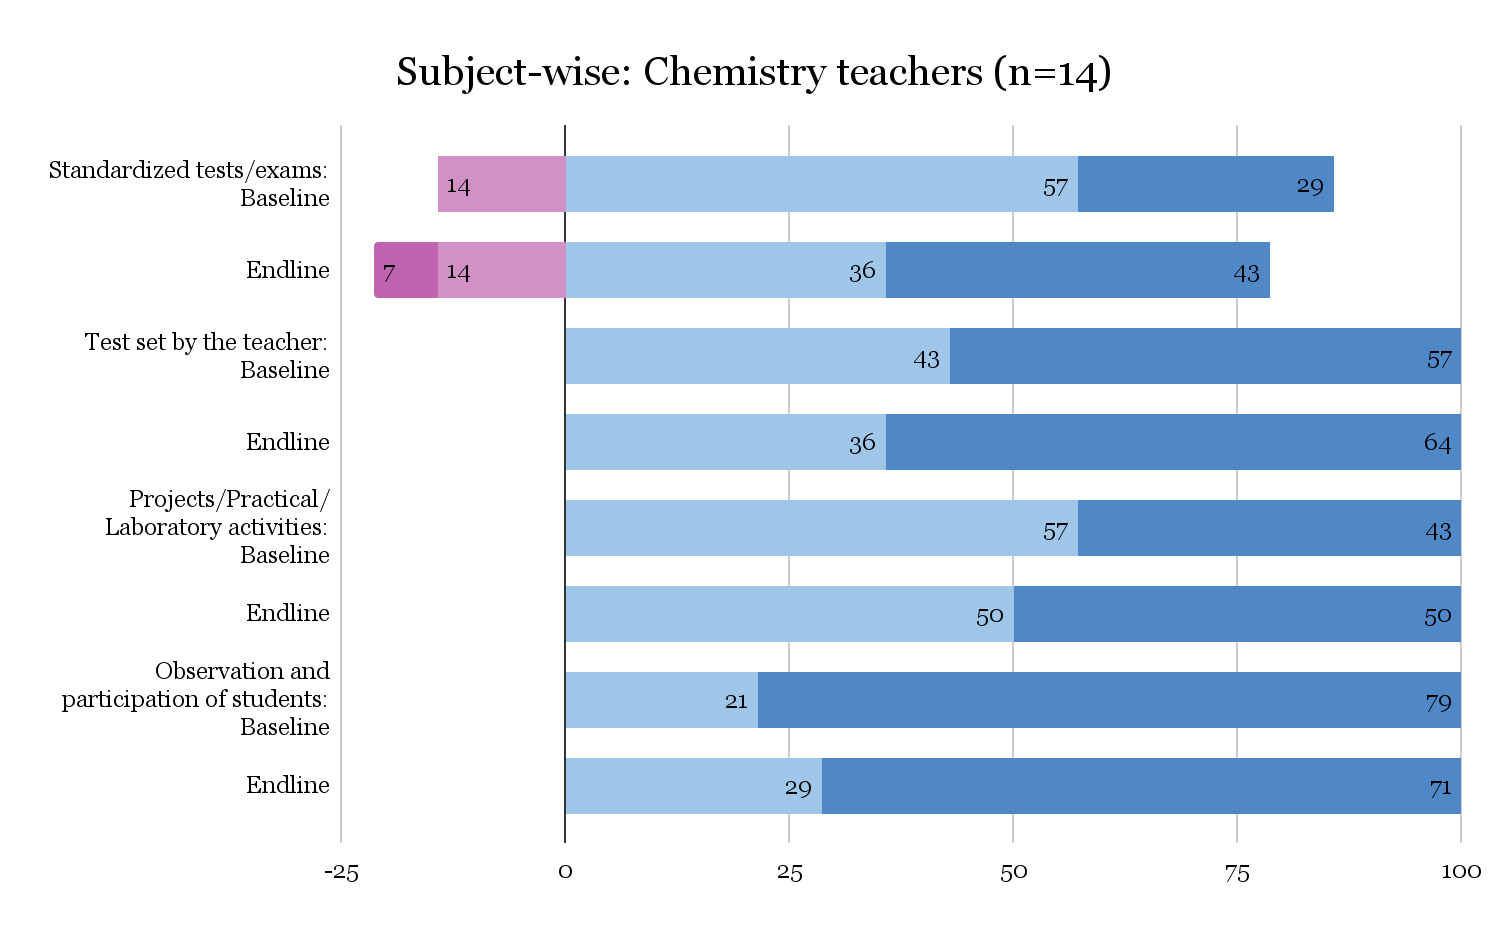 Subject-wise: Chemistry teachers (n=14)
Standardized tests/exams:
Baseline
14
57
29
Endline
7
14
36
43
Test set by the teacher:
Baseline
43
57
Endline
36
64
Projects/Practical/
Laboratory activities:
Baseline
57
43
Endline
50
50
Observation and
participation of students:
Baseline
21
79
Endline
29
71
-25
0
25
50
75
100